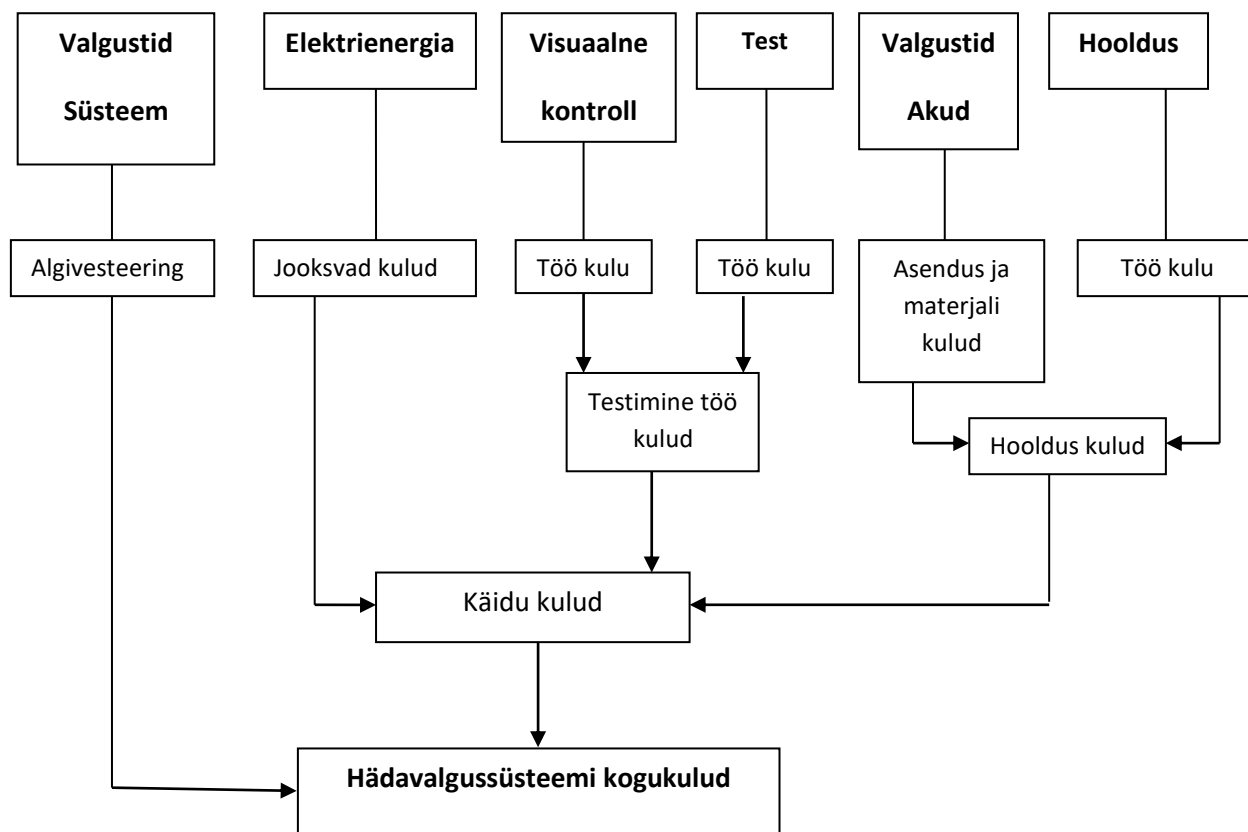 Valgustid
Süsteem
Elektrienergia
Visuaalne
kontroll
Test
Valgustid
Akud
Hooldus
Algivesteering
Jooksvad kulud
Töö kulu
Töö kulu
Asendus ja
materjali
kulud
Töö kulu
Testimine töö
kulud
Hooldus kulud
Käidu kulud
Hädavalgussüsteemi kogukulud